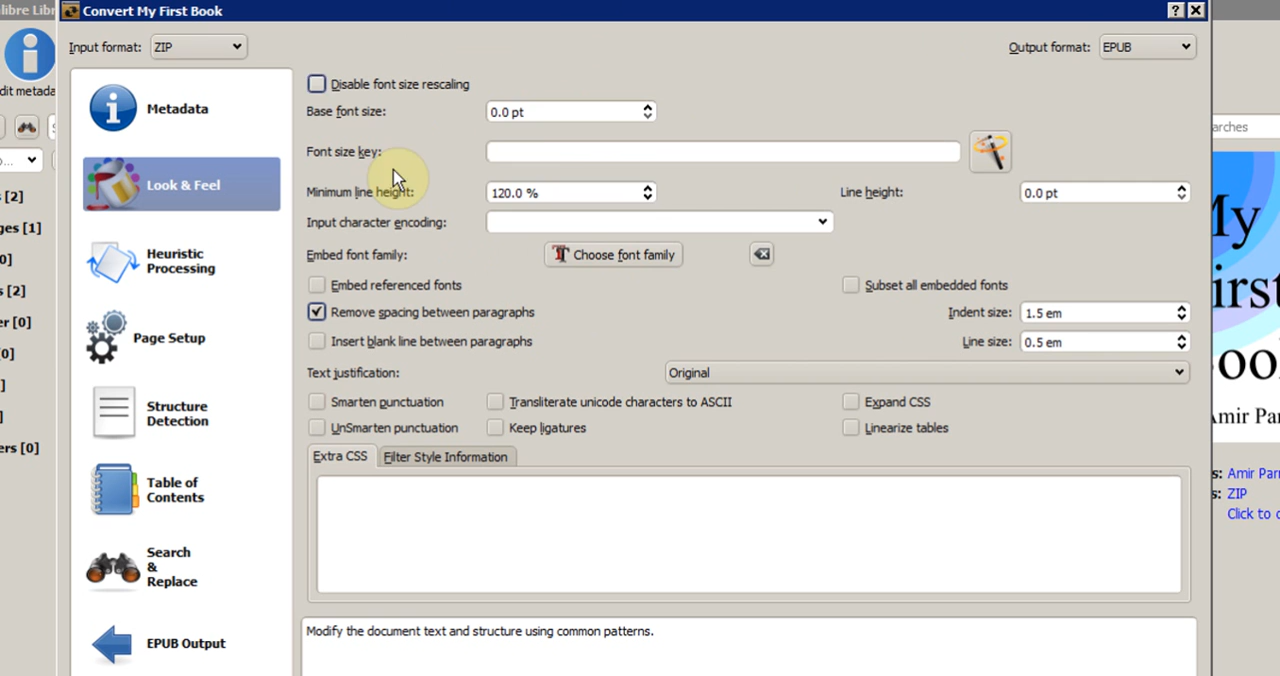 Convert My First Book
Input format: ZIP
Output format: EPUB
Metadata
Look & Feel
Heuristic
Processing
Page Setup
Structure
Detection
Table of
Contents
Search
&
Replace
EPUB Output
Disable font size rescaling
Base font size: 0.0 pt
Font size key:
Minimum line height: 120.0 % Line height: 0.0 pt
Input character encoding:
Embed font family: Choose font family
Embed referenced fonts Subset all embedded fonts
Remove spacing between paragraphs Indent size: 1.5 em
Insert blank line between paragraphs Line size: 0.5 em
Text justification: Original
Smarten punctuation Transliterate unicode characters to ASCII Expand CSS
UnSmarten punctuation Keep ligatures Linearize tables
Extra CSS Filter Style Information
Modify the document text and structure using common patterns.
libre Libr
dit metada
[2]
ges [1]
0]
s [2]
er [0]
[0]
]
]
ers [0]
arches
My
irst
oo
Amir Par
s: Amir Par
s: ZIP
Click to o